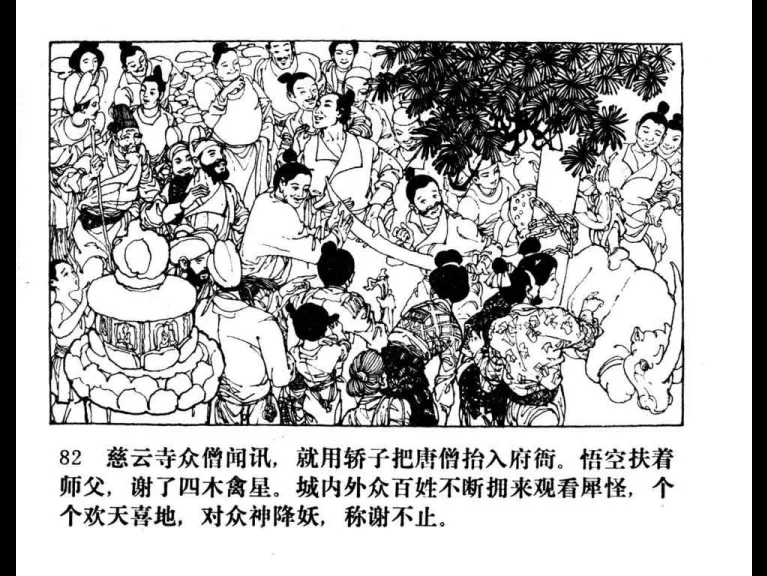 82 慈云寺众僧闻讯，就用轿子把唐僧抬入府衙。悟空扶着
师父，谢了四木禽星。城内外众百姓不断拥来观看犀怪，个
个欢天喜地，对众神降妖，称谢不止。